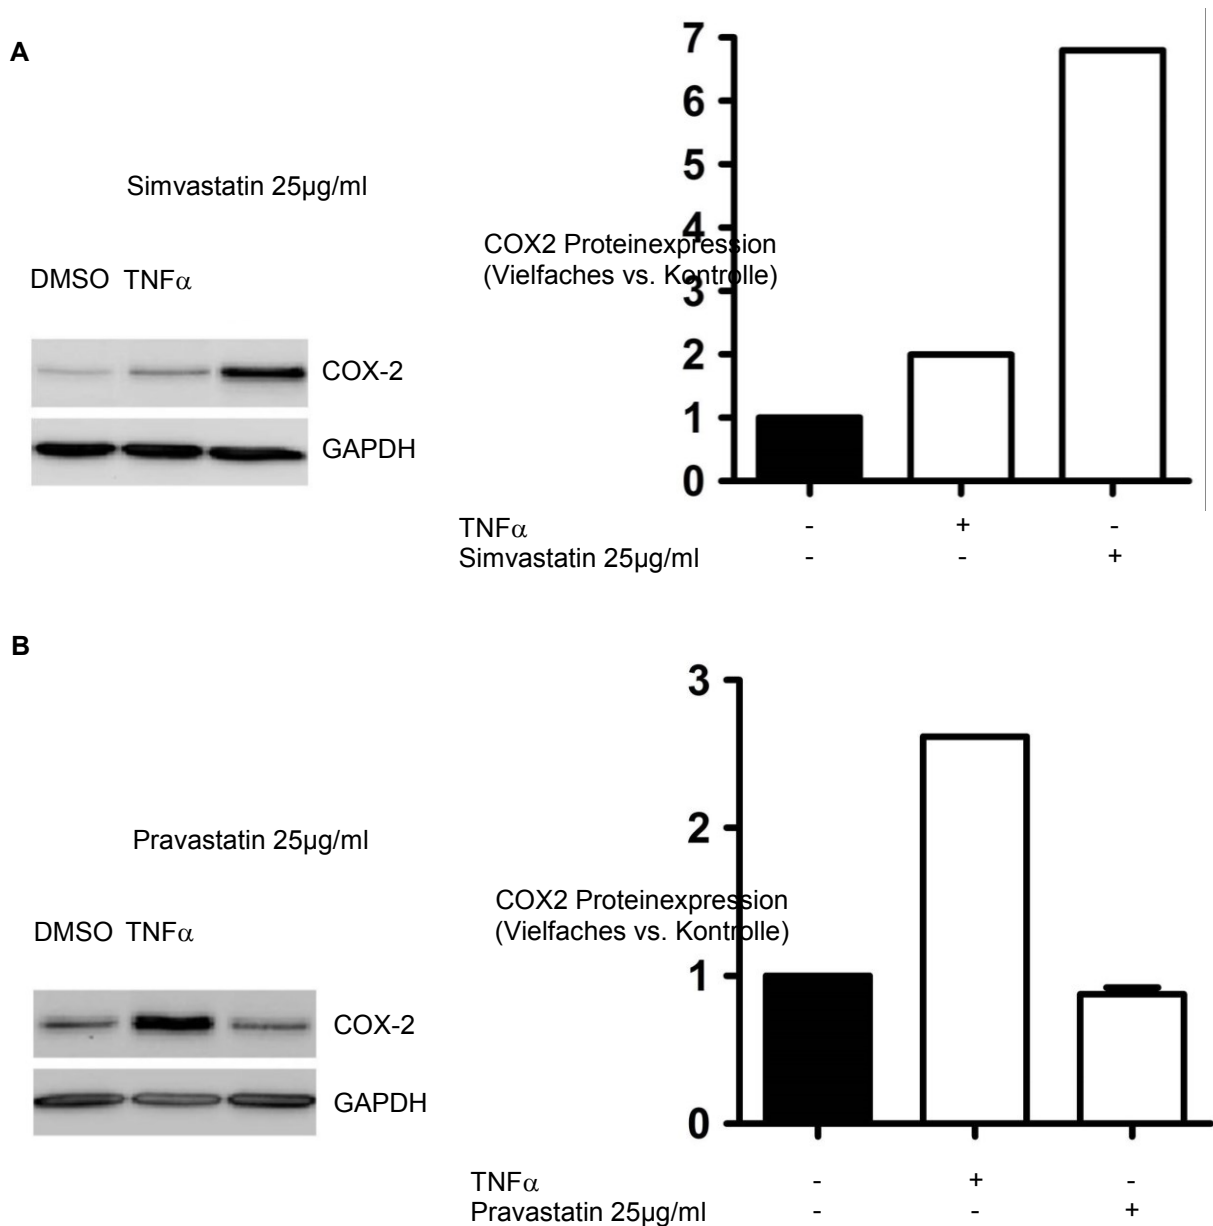 A
Simvastatin 25µg/ml
DMSO TNFα
COX-2
GAPDH
COX2 Proteinexpression
(Vielfaches vs. Kontrolle)
7
6
5
4
3
2
1
0
TNFα - + -
Simvastatin 25µg/ml - - +
B
Pravastatin 25µg/ml
DMSO TNFα
COX-2
GAPDH
COX2 Proteinexpression
(Vielfaches vs. Kontrolle)
3
2
1
0
TNFα - + -
Pravastatin 25µg/ml - - +